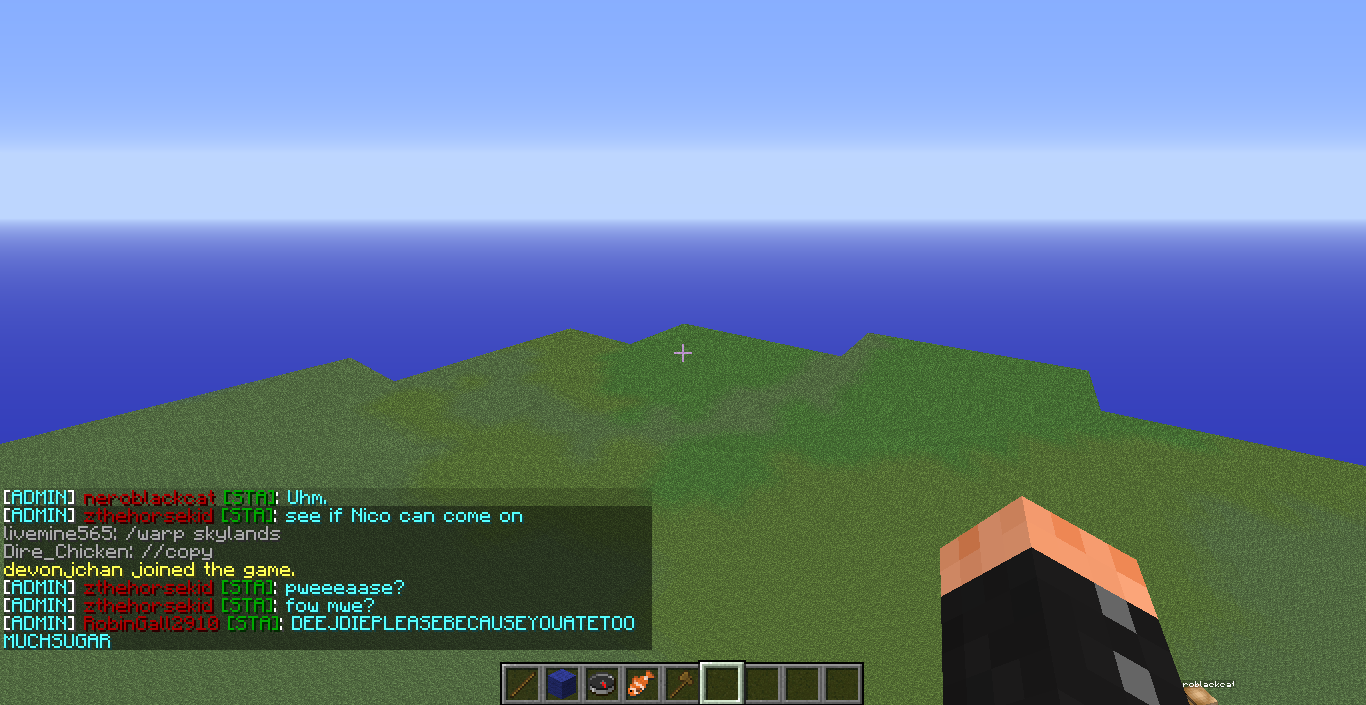 [ADMIN] neroblackcat [STA]: Uhm.
[ADMIN] zthehorsekid [STA]: see if Nico can come on
livemine565: /warp skylands
Dire_Chicken: //copy
devonjchan joined the game.
[ADMIN] zthehorsekid [STA]: pweeeaase?
[ADMIN] zthehorsekid [STA]: fow mwe?
[ADMIN] RobinGall2910 [STA]: DEEJDIEPLEASEBECAUSEYOUATETOO
MUCHSUGAR
roblackcat